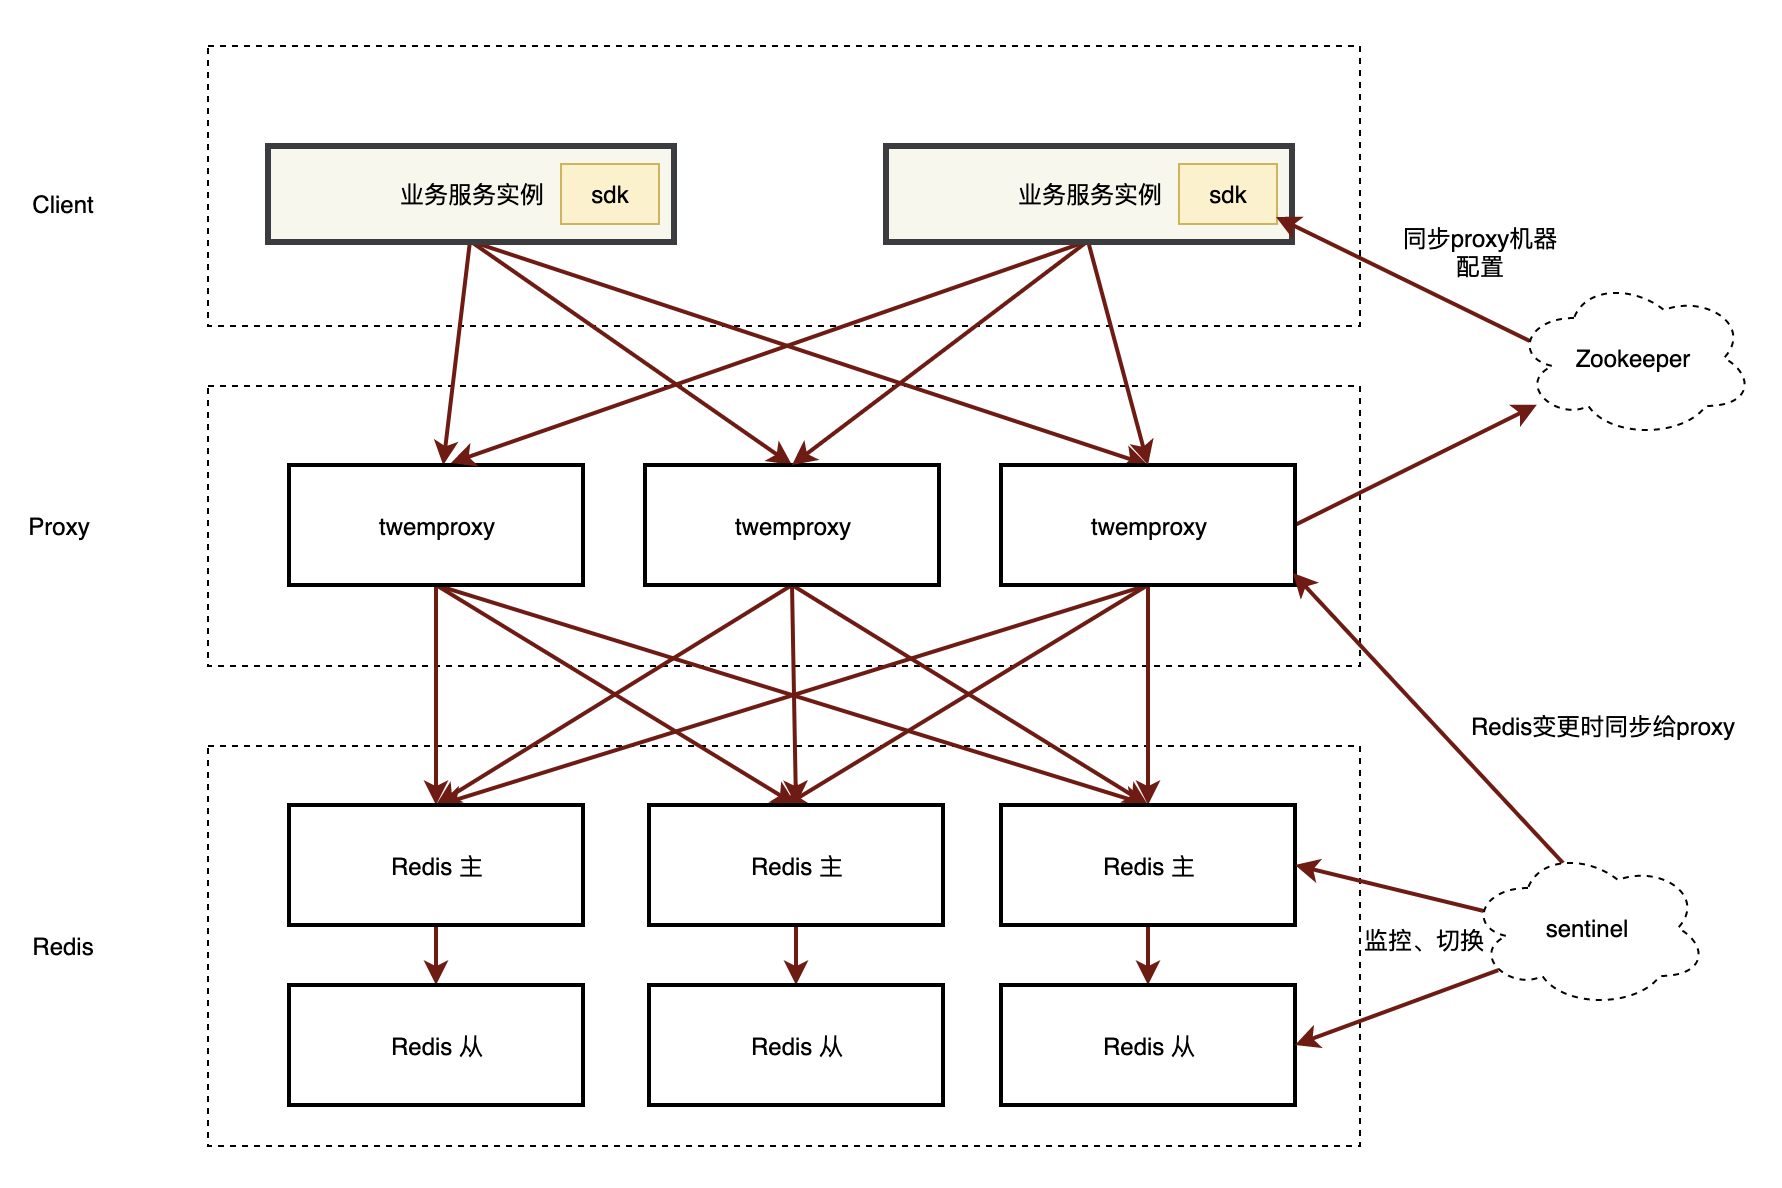 Client
业务服务实例
sdk
业务服务实例
sdk
同步proxy机器
配置
Zookeeper
Proxy
twemproxy
twemproxy
twemproxy
Redis变更时同步给proxy
Redis
Redis 主
Redis 主
Redis 主
监控、切换
sentinel
Redis 从
Redis 从
Redis 从